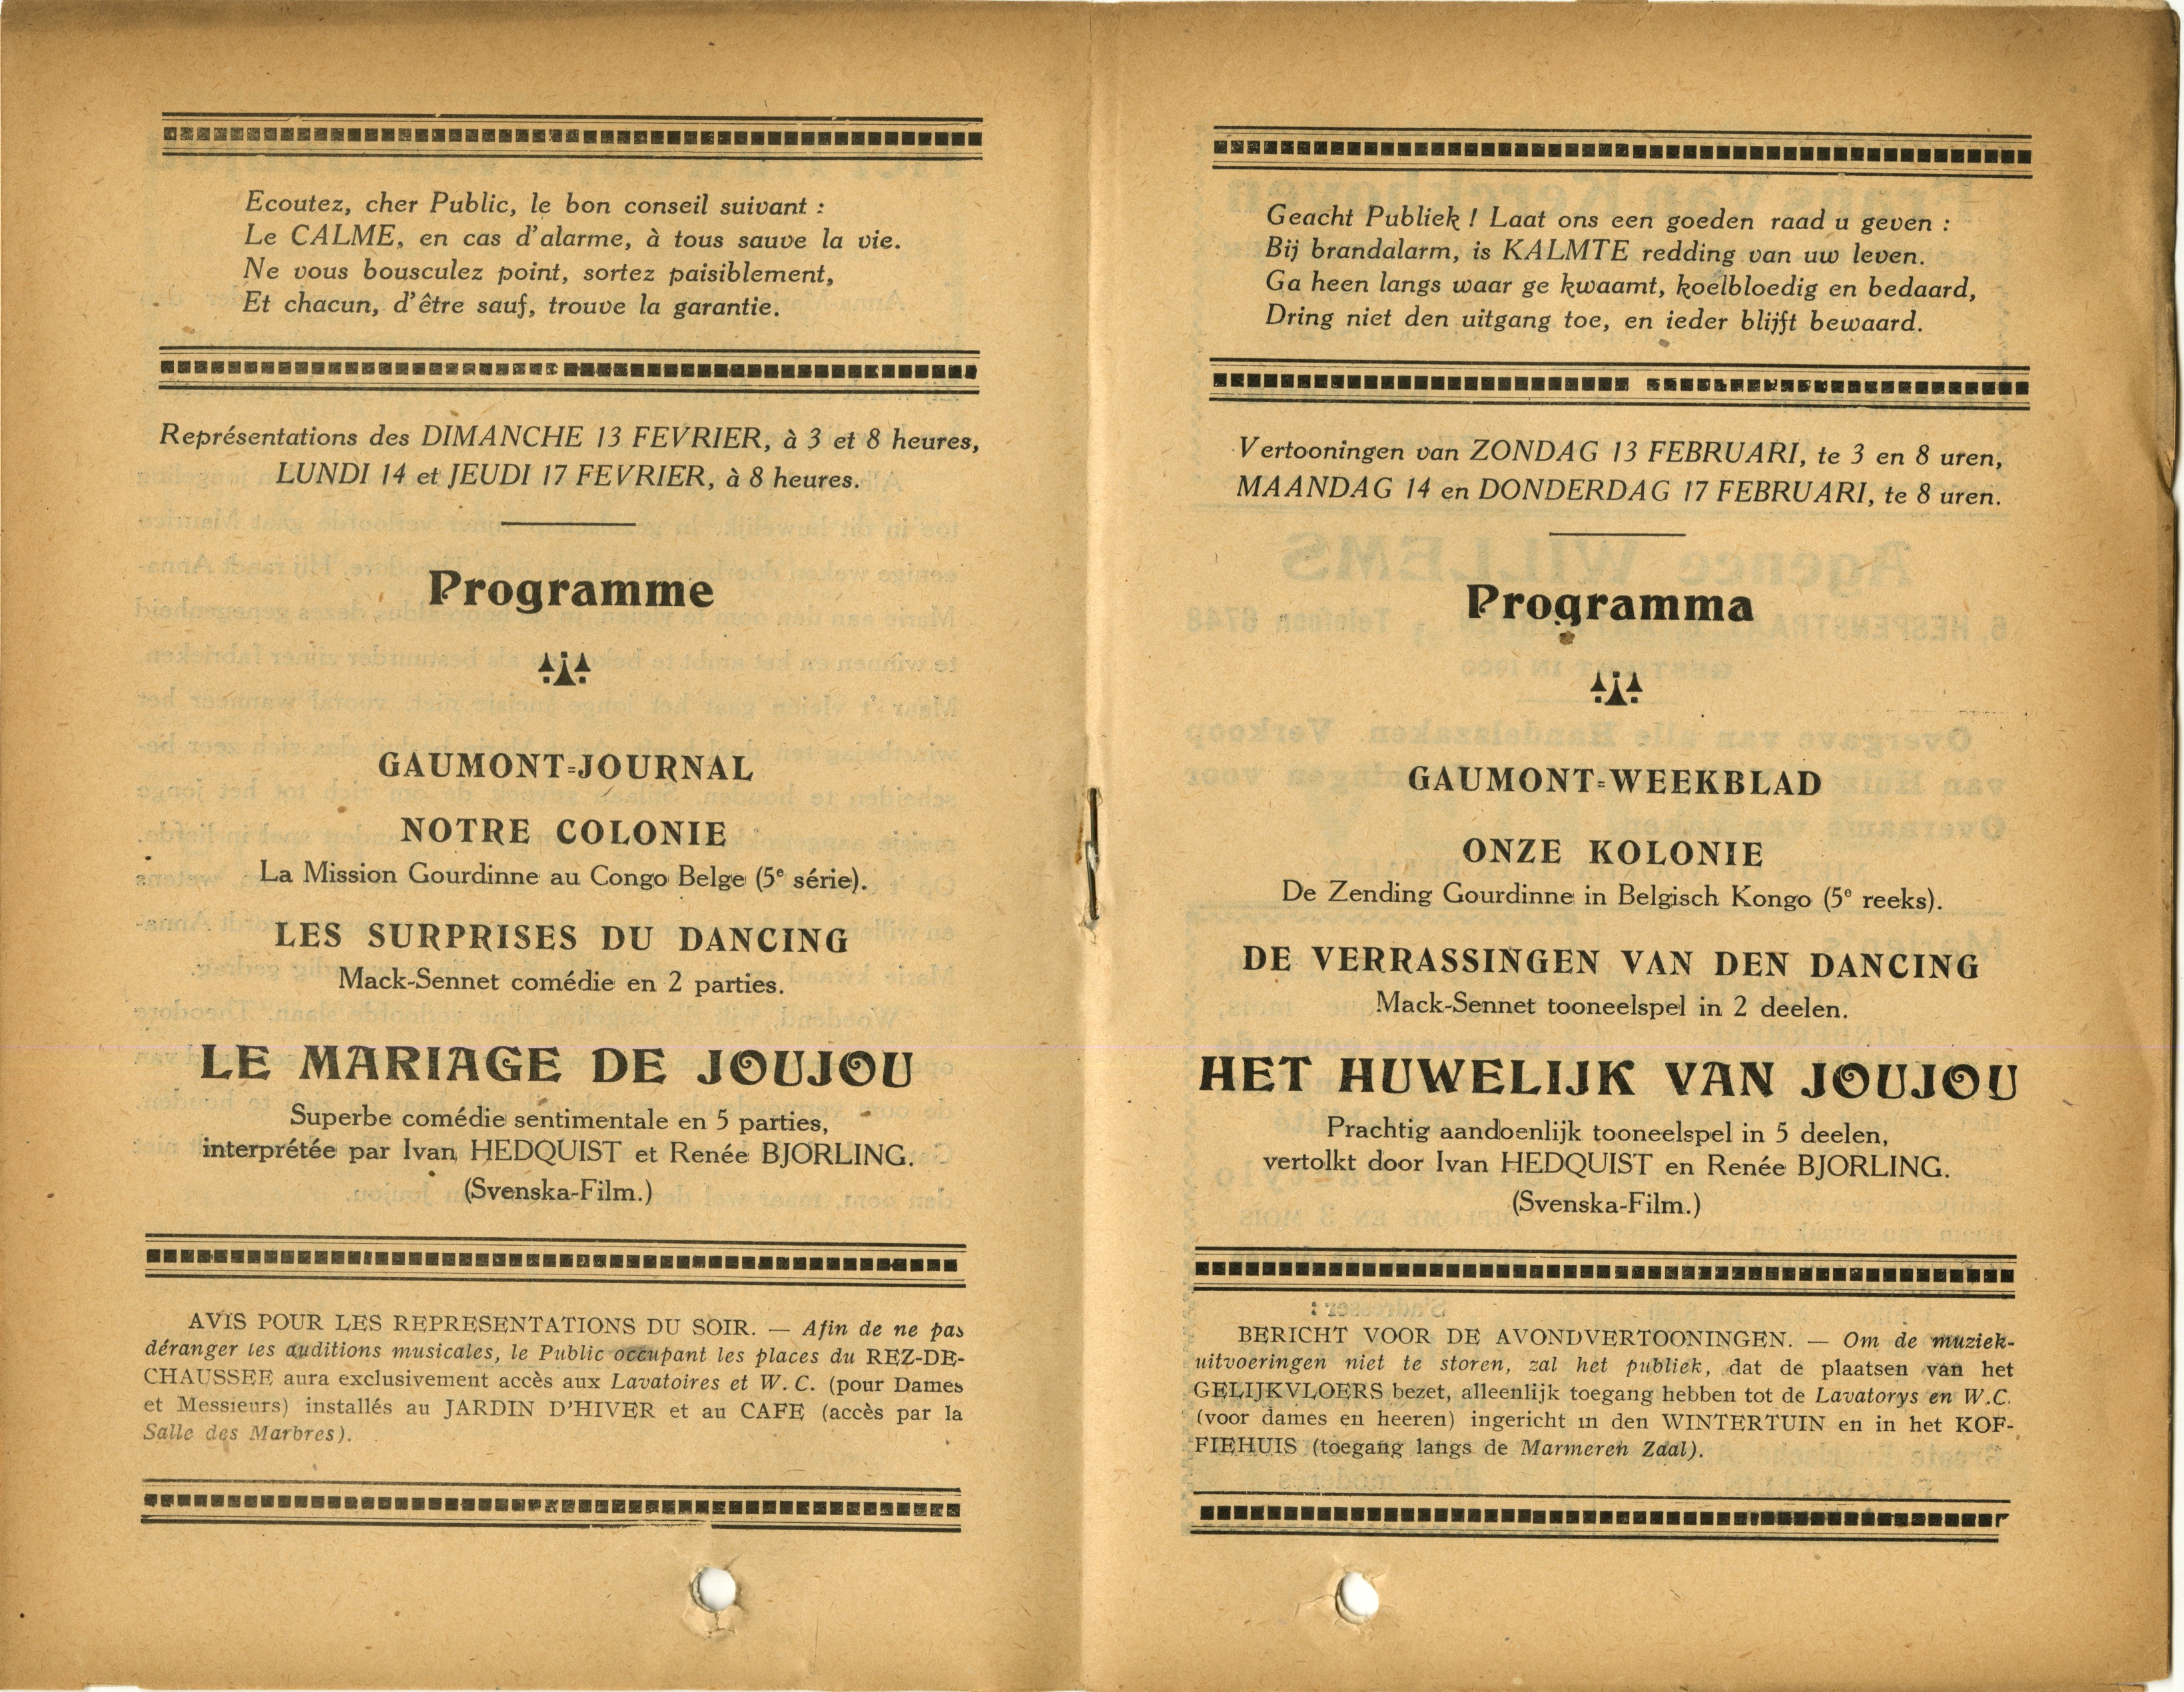 Ecoutez, cher Public, le bon conseil suivant :
Le CALME, en cas d'alarme, à tous sauve la vie.
Ne vous bousculez point, sortez paisiblement,
Et chacun, d'être sauf, trouve la garantie.
Représentations des DIMANCHE 13 FEVRIER, à 3 et 8 heures,
LUNDI 14 et JEUDI 17 FEVRIER, à 8 heures.
Programme
GAUMONT-JOURNAL
NOTRE COLONIE
La Mission Gourdinne au Congo Belge (5e série).
LES SURPRISES DU DANCING
Mack-Sennet comédie en 2 parties.
LE MARIAGE DE JOUJOU
Superbe comédie sentimentale en 5 parties,
interprétée par Ivan HEDQUIST et Renée BJORLING.
(Svenska-Film.)
AVIS POUR LES REPRESENTATIONS DU SOIR. — Afin de ne pas
déranger les auditions musicales, le Public occupant les places du REZ-DE-
CHAUSSEE aura exclusivement accès aux Lavatoires et W. C. (pour Dames
et Messieurs) installés au JARDIN D'HIVER et au CAFE (accès par la
Salle des Marbres).
Geacht Publiek ! Laat ons een goeden raad u geven :
Bij brandalarm, is KALMTE redding van uw leven.
Ga heen langs waar ge kwaamt, koelbloedig en bedaard,
Dring niet den uitgang toe, en ieder blijft bewaard.
Vertooningen van ZONDAG 13 FEBRUARI, te 3 en 8 uren,
MAANDAG 14 en DONDERDAG 17 FEBRUARI, te 8 uren.
Programma
GAUMONT-WEEKBLAD
ONZE KOLONIE
De Zending Gourdinne in Belgisch Kongo (5e reeks).
DE VERRASSINGEN VAN DEN DANCING
Mack-Sennet tooneelspel in 2 deelen.
HET HUWELIJK VAN JOUJOU
Prachtig aandoenlijk tooneelspel in 5 deelen,
vertolkt door Ivan HEDQUIST en Renée BJORLING.
(Svenska-Film.)
BERICHT VOOR DE AVONDVERTOONINGEN. — Om de muziek-
uitvoeringen niet te storen, zal het publiek, dat de plaatsen van het
GELIJKVLOERS bezet, alleenlijk toegang hebben tot de Lavatorys en W.C.
(voor dames en heeren) ingericht in den WINTERTUIN en in het KOF-
FIEHUIS (toegang langs de Marmeren Zaal).